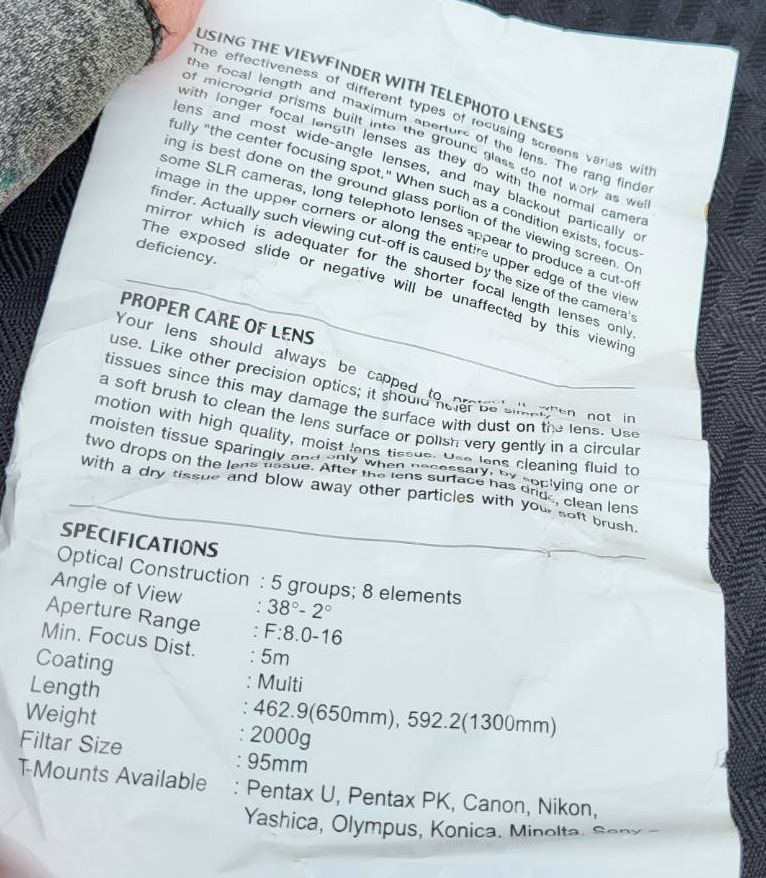 USING THE VIEWFINDER WITH TELEPHOTO LENSES
The effectiveness of different types of focusing screens varies with
the focal length and maximum aperture of the lens. The rang finder
of microgrid prisms built into the ground glass do not work as well
with longer focal length lenses as they do with the normal camera
lens and most wide-angle lenses, and may blackout partically or
fully "the center focusing spot." When such as a condition exists, focus-
ing is best done on the ground glass portion of the viewing screen. On
some SLR cameras, long telephoto lenses appear to produce a cut-off
image in the upper corners or along the entire upper edge of the view
finder. Actually such viewing cut-off is caused by the size of the camera's
mirror which is adequater for the shorter focal length lenses only.
The exposed slide or negative will be unaffected by this viewing
deficiency.
PROPER CARE OF LENS
Your lens should always be capped to protect it when not in
use. Like other precision optics; it should never be simply
tissues since this may damage the surface with dust on the lens. Use
a soft brush to clean the lens surface or polish very gently in a circular
motion with high quality, moist lens tissue. Use lens cleaning fluid to
moisten tissue sparingly and only when necessary, by applying one or
two drops on the lens tissue. After the lens surface has drids, clean lens
with a dry tissue and blow away other particles with your soft brush.
SPECIFICATIONS
Optical Construction : 5 groups; 8 elements
Angle of View : 38°- 2°
Aperture Range : F:8.0-16
Min. Focus Dist. : 5m
Coating : Multi
Length : 462.9(650mm), 592.2(1300mm)
Weight : 2000g
Filtar Size : 95mm
T-Mounts Available : Pentax U, Pentax PK, Canon, Nikon,
Yashica, Olympus, Konica, Minolta, Sony